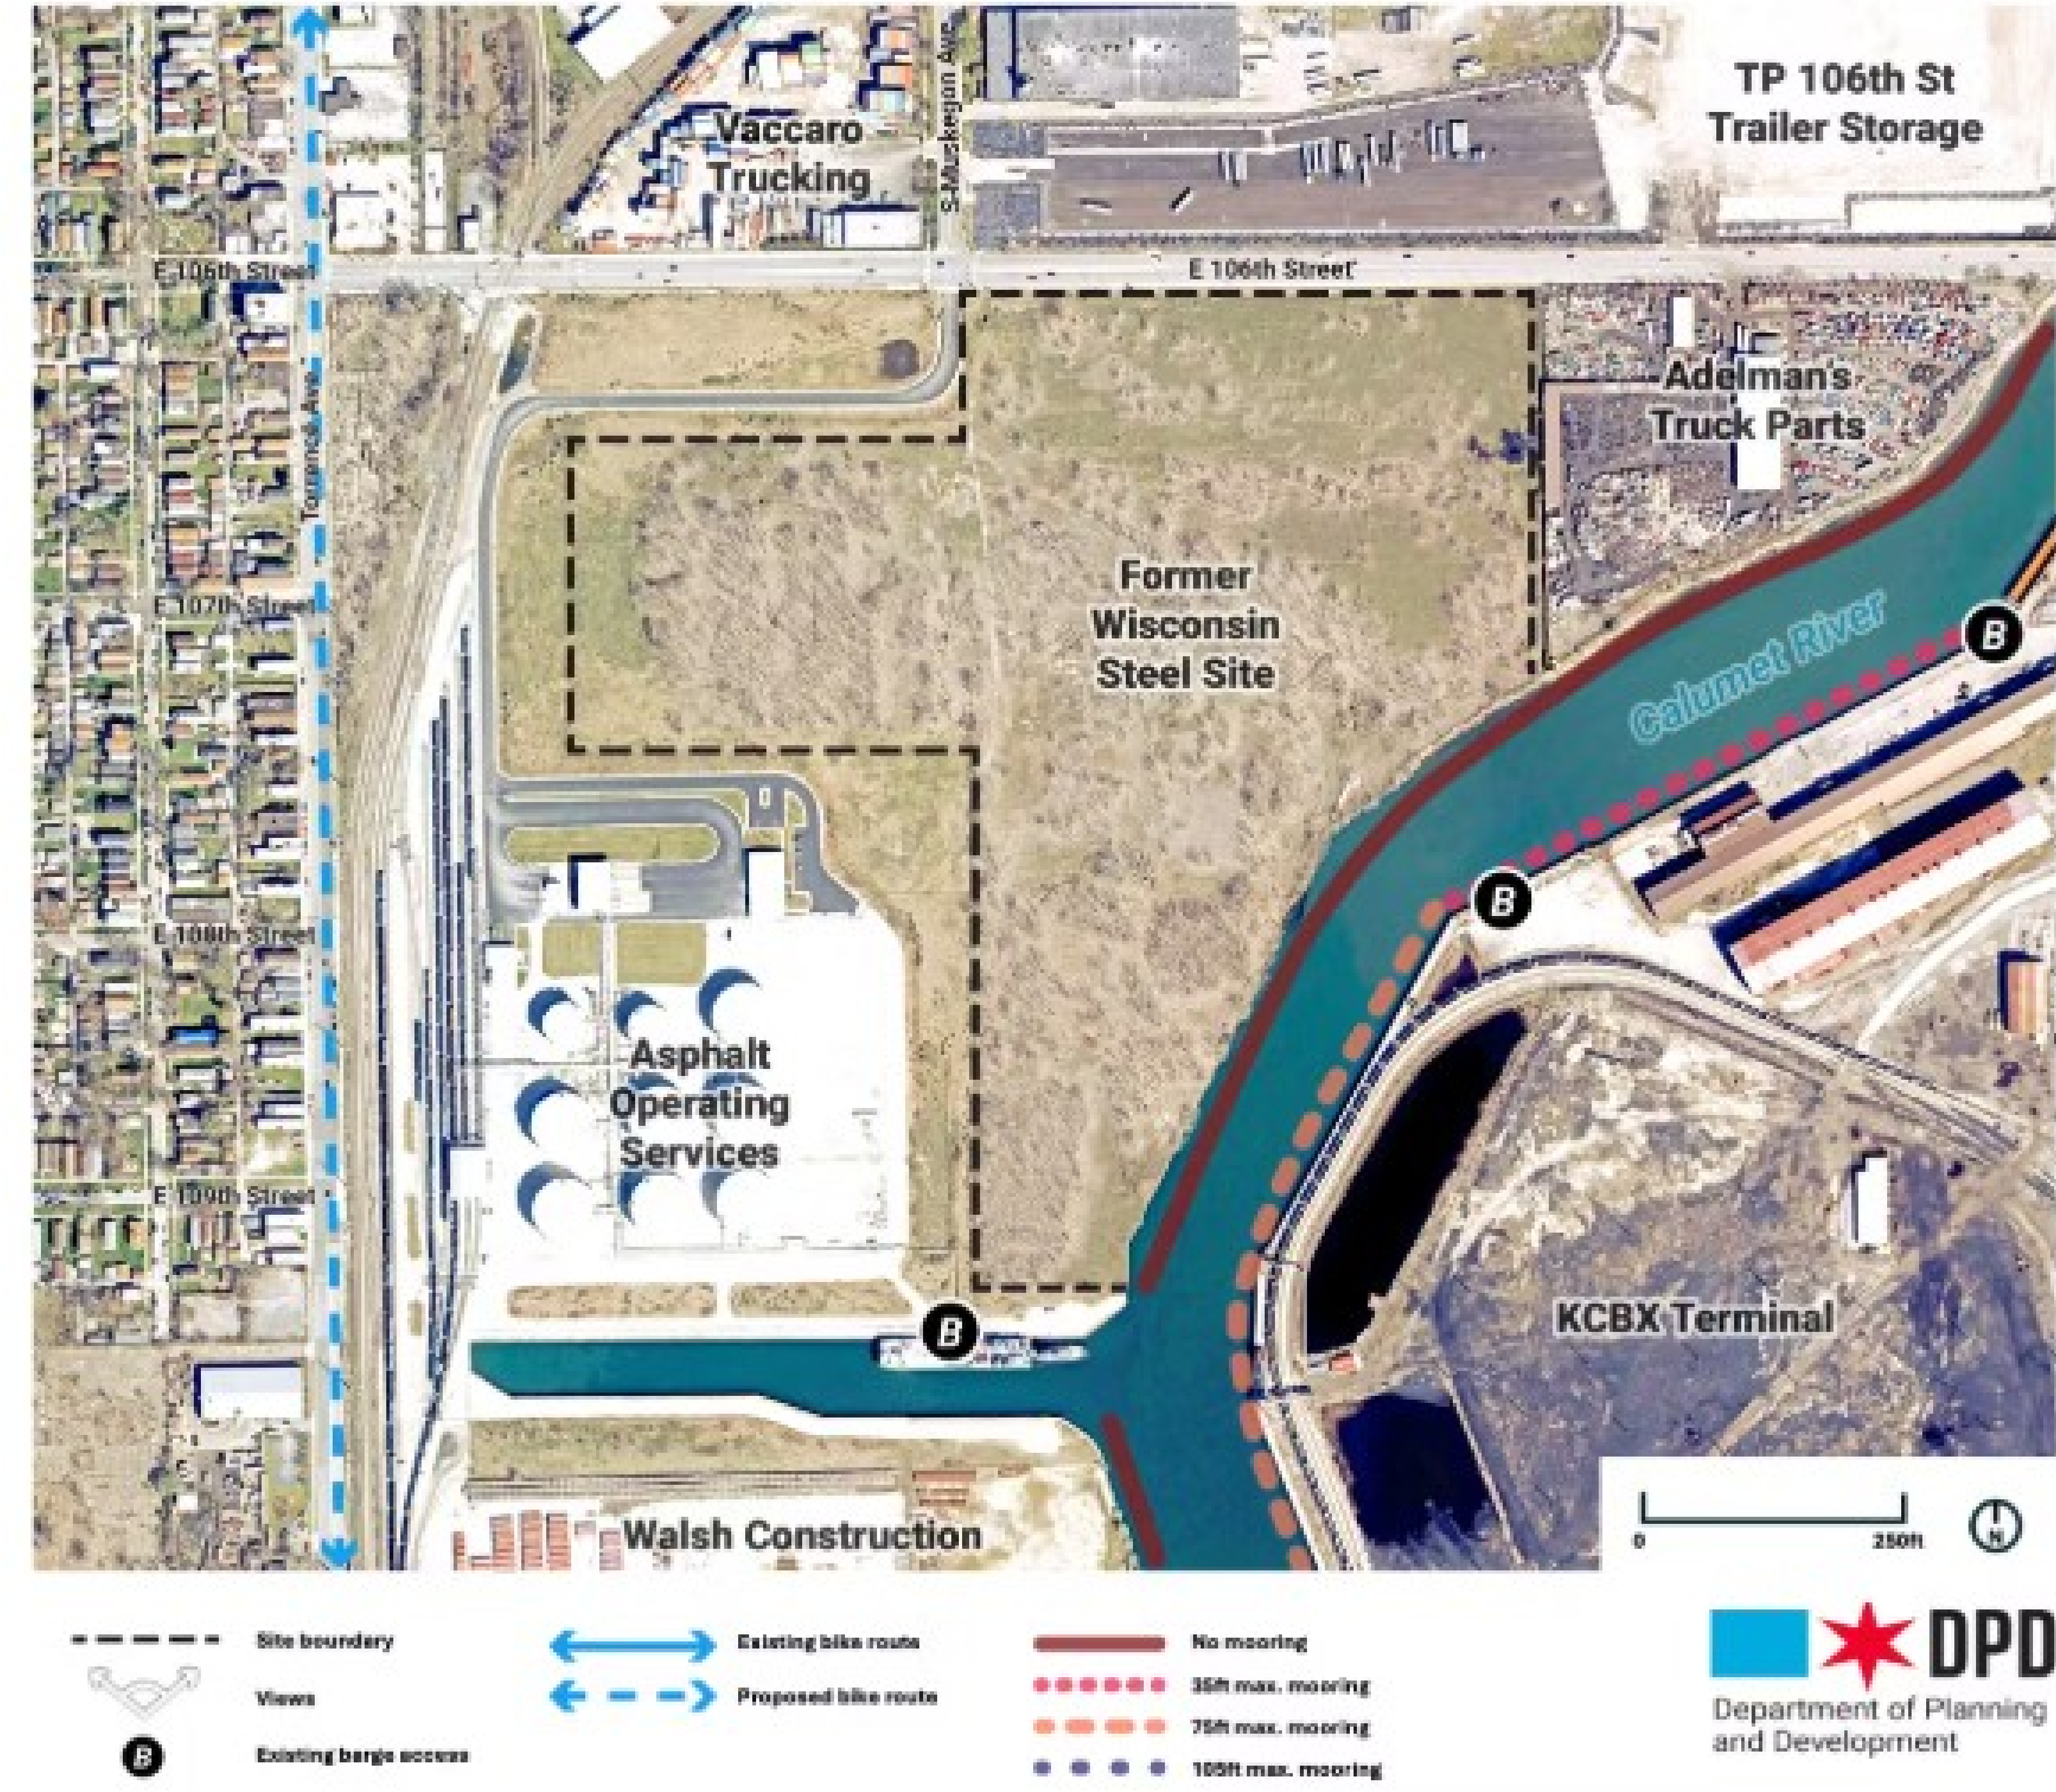 TP 106th St
Trailer Storage
Vaccaro
Trucking
S Muskegon Ave
E 106th Street
E 106th Street
Adelman's
Truck Parts
Torrence Ave
Former
Wisconsin
Steel Site
E 107th Street
Calumet River
B
B
E 108th Street
Asphalt
Operating
Services
E 109th Street
B
KCBX Terminal
Walsh Construction
0
250ft
N
Site boundary
Views
B
Existing barge access
Existing bike route
Proposed bike route
No mooring
35ft max. mooring
75ft max. mooring
105ft max. mooring
DPD
Department of Planning
and Development